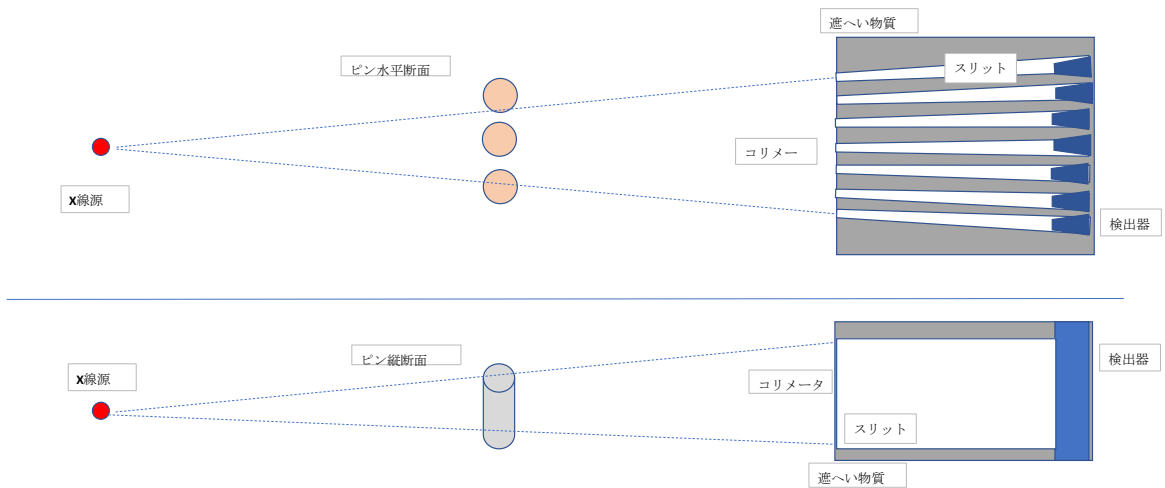 遮へい物質
ピン水平断面
スリット
コリメー
X線源
検出器
ピン縦断面
検出器
X線源
コリメータ
スリット
遮へい物質